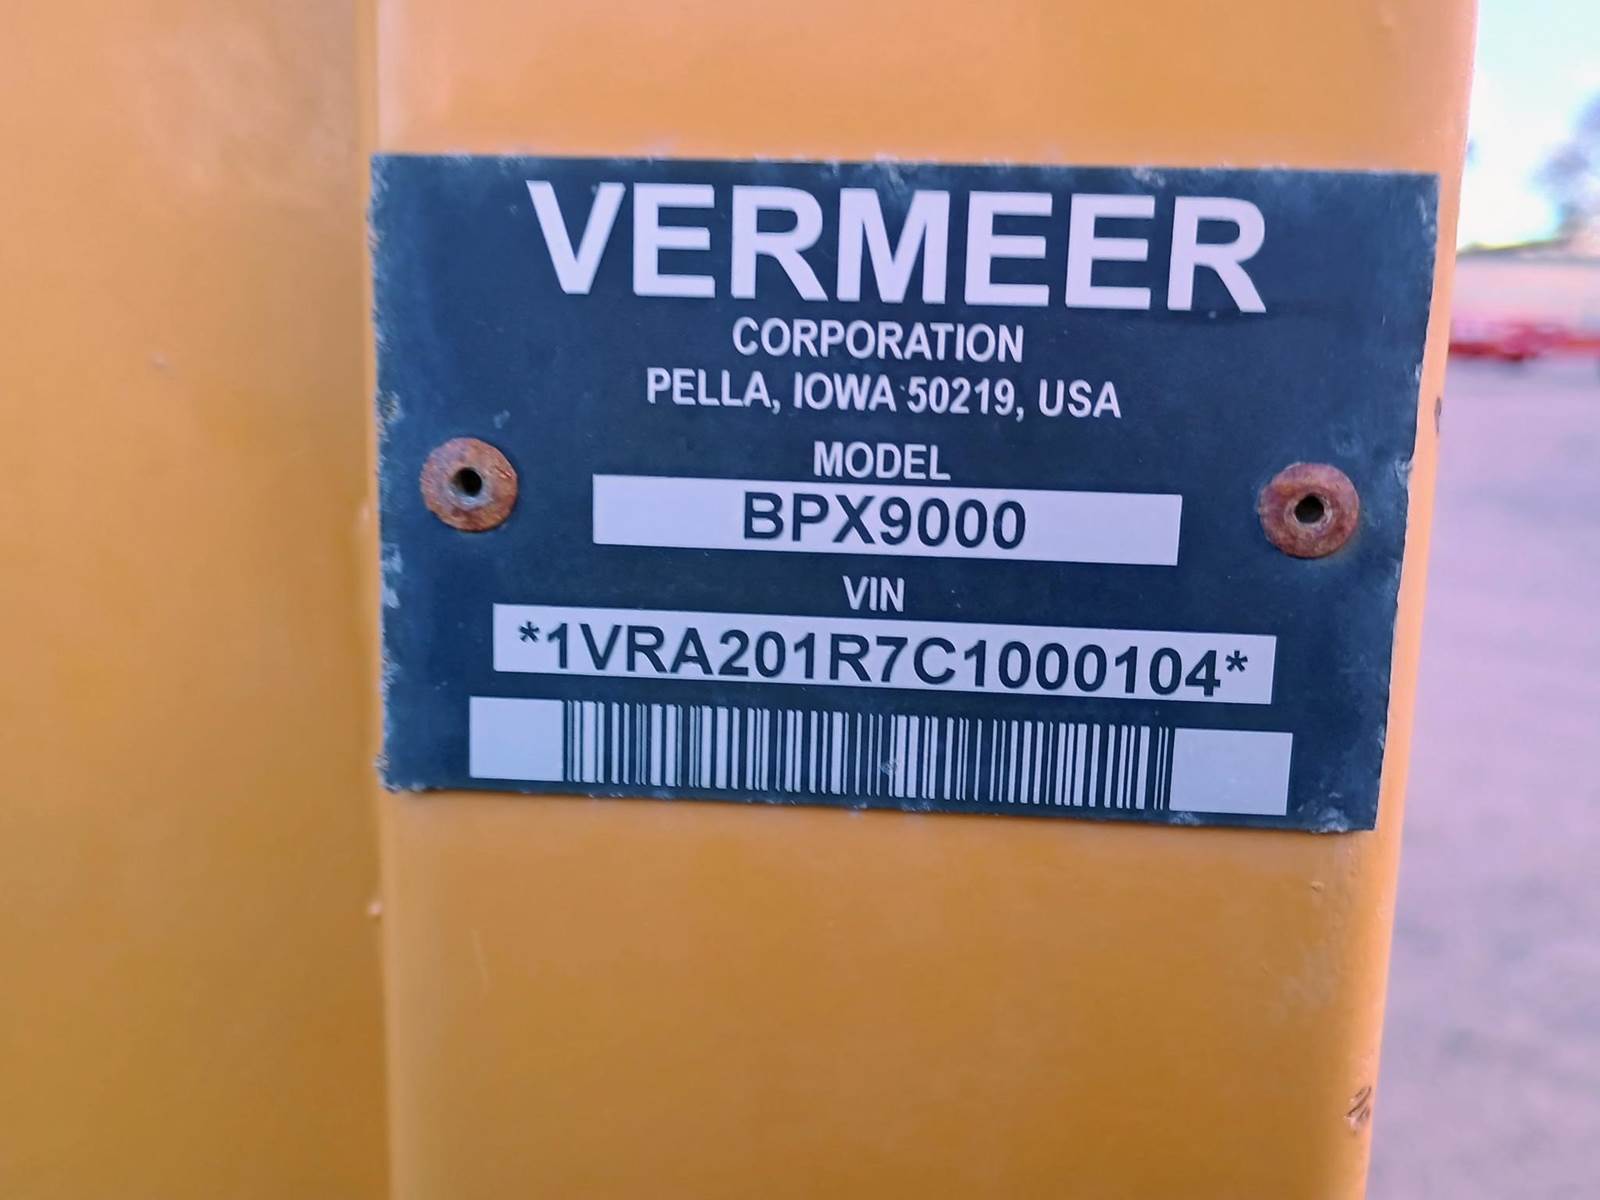 VERMEER
CORPORATION
PELLA, IOWA 50219, USA
MODEL
BPX9000
VIN
*1VRA201R7C1000104*